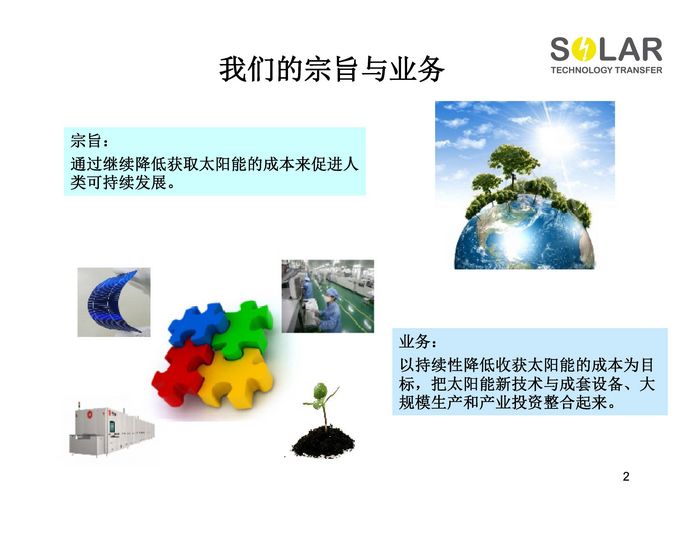 SOLAR
TECHNOLOGY TRANSFER
我们的宗旨与业务
宗旨：
通过继续降低获取太阳能的成本来促进人
类可持续发展。
业务：
以持续性降低收获太阳能的成本为目
标，把太阳能新技术与成套设备、大
规模生产和产业投资整合起来。
2